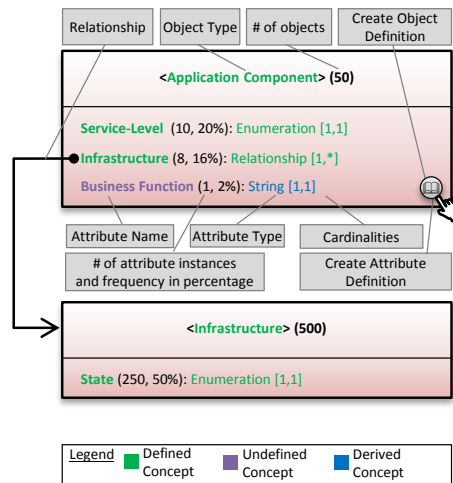 Relationship
Object Type
# of objects
Create Object
Definition
<Application Component> (50)
Service-Level (10, 20%): Enumeration [1,1]
Infrastructure (8, 16%): Relationship [1,*]
Business Function (1, 2%): String [1,1]
Attribute Name
Attribute Type
Cardinalities
# of attribute instances
and frequency in percentage
Create Attribute
Definition
<Infrastructure> (500)
State (250, 50%): Enumeration [1,1]
Legend
Defined
Concept
Undefined
Concept
Derived
Concept